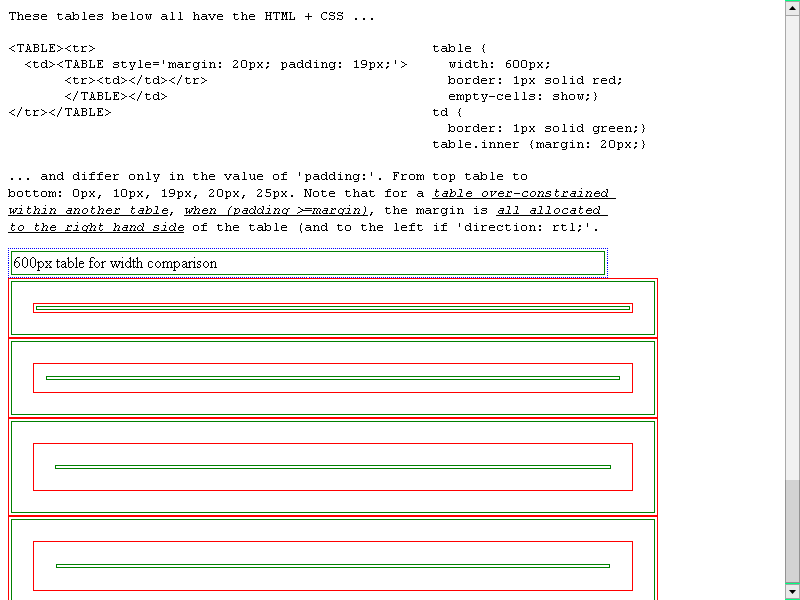 These tables below all have the HTML + CSS ...
<TABLE><tr>
<td><TABLE style='margin: 20px; padding: 19px;'>
<tr><td></td></tr>
</TABLE></td>
</tr></TABLE>
table {
width: 600px;
border: 1px solid red;
empty-cells: show;}
td {
border: 1px solid green;}
table.inner {margin: 20px;}
... and differ only in the value of 'padding:'. From top table to
bottom: 0px, 10px, 19px, 20px, 25px. Note that for a table over-constrained
within another table, when (padding >=margin), the margin is all allocated
to the right hand side of the table (and to the left if 'direction: rtl;'.
600px table for width comparison